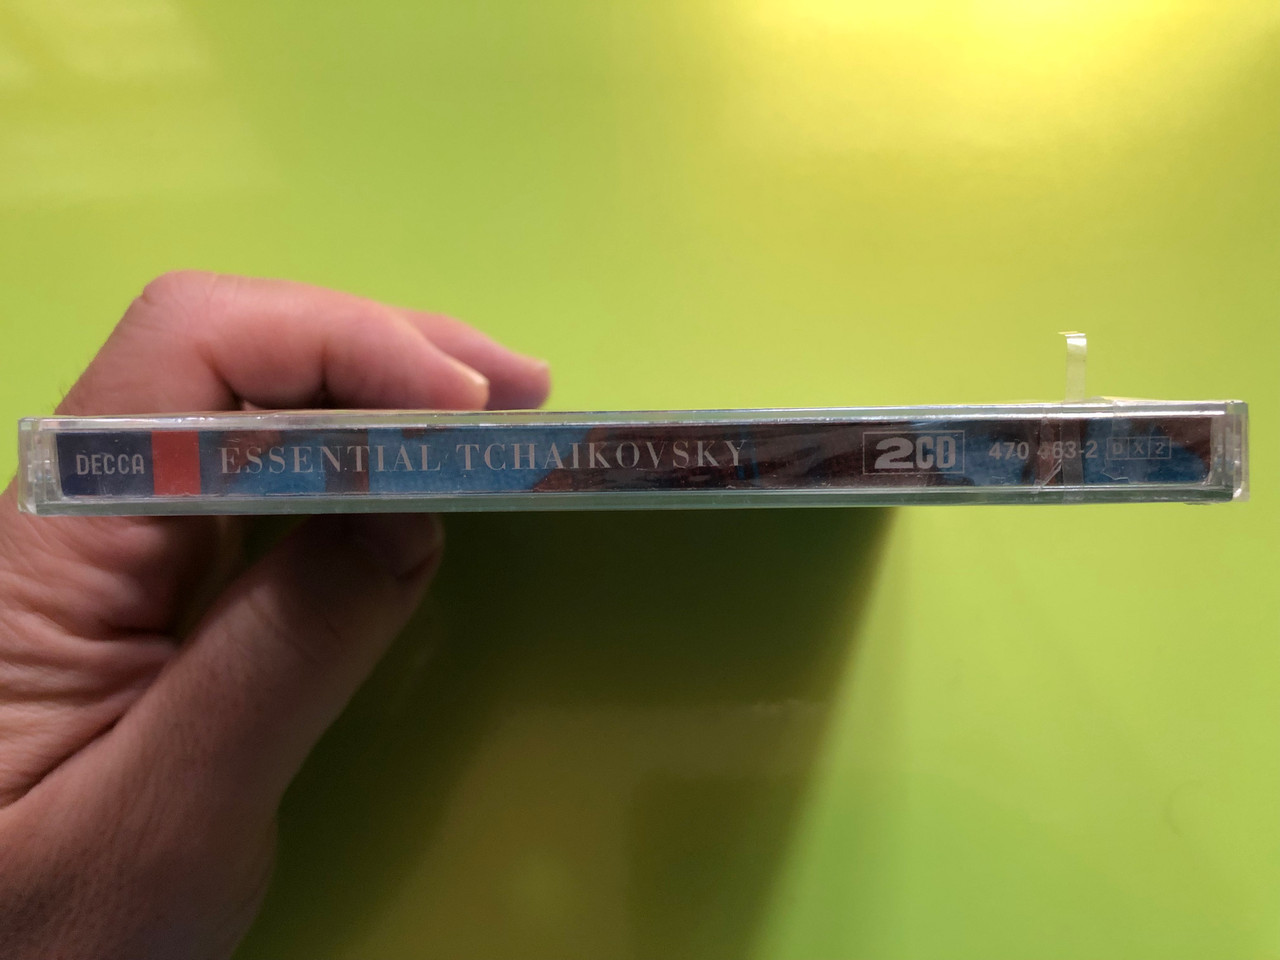 DECCA ESSENTIAL TCHAIKOVSKY 2CD 470 DX2